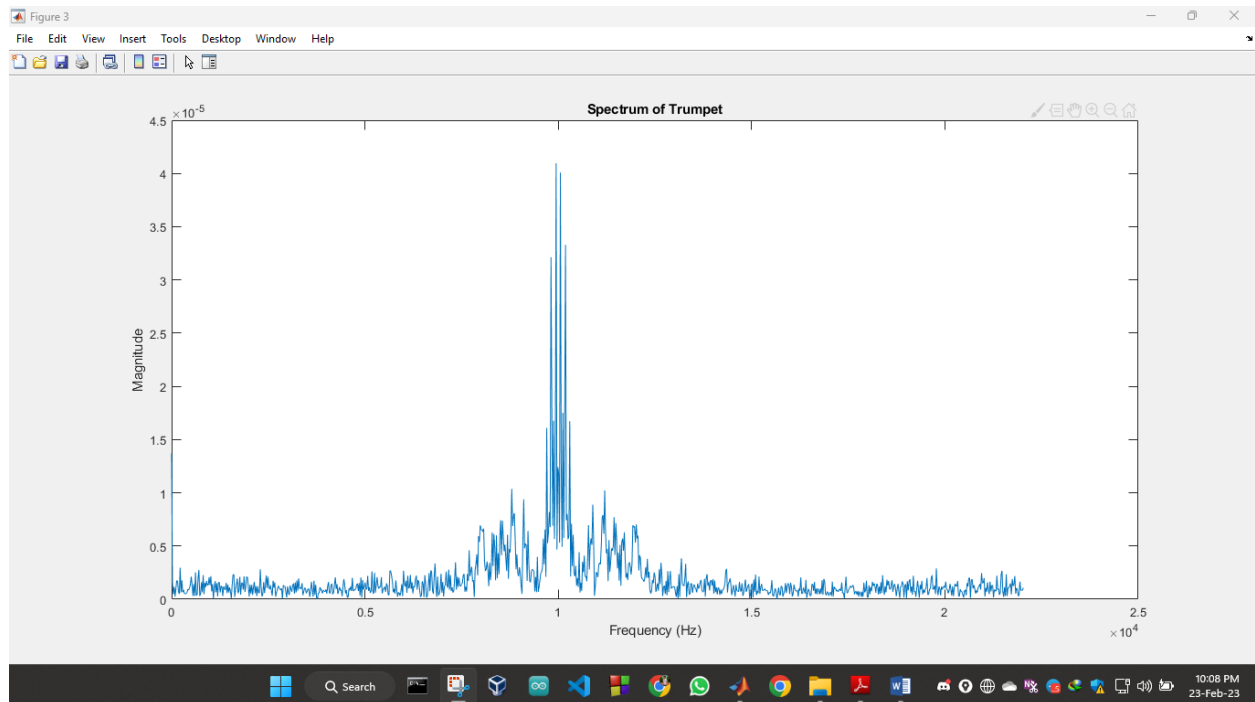 Figure 3
File Edit View Insert Tools Desktop Window Help
Spectrum of Trumpet
×10^-5
4.5
4
3.5
3
2.5
2
1.5
1
0.5
0
Magnitude
0 0.5 1 1.5 2 2.5
Frequency (Hz)
×10^4
Search
10:08 PM
23-Feb-23